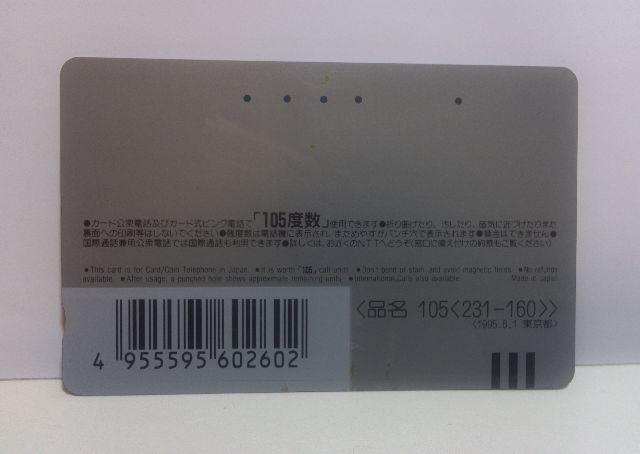 ●カード公衆電話及びカード式ピンク電話で「105度数」使用できます●折り曲げたり、汚したり、磁気に近づけたりまた
裏面への印刷等はしないでください●残度数は電話機に表示され、まためやすがパンチ穴で表示されます●換金はできません●
国際通話兼用公衆電話では国際通話も利用できます●詳しくは、お近くのNTTへどうぞ(窓口に備え付けの約款もご覧ください)
●This card is for Card/Coin Telephone in Japan. ●It is worth「105」call units ●Don't bend or stain, and avoid magnetic fields. ●No refunds
available. ●After usage, a punched hole shows approximate remaining units. ●International Calls also available. Made in Japan
〈品名 105〈231-160〉〉
〈1995.8.1 東京都〉
4 955595 602602